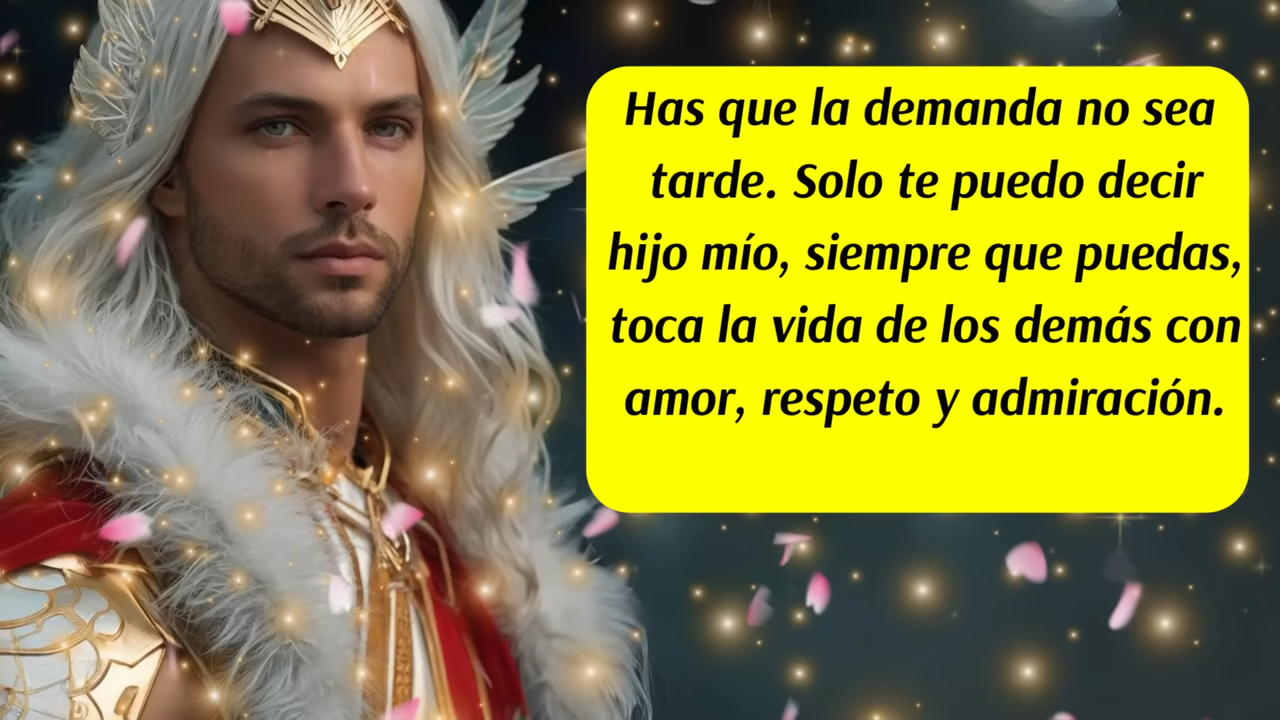 Has que la demanda no sea
tarde. Solo te puedo decir
hijo mío, siempre que puedas,
toca la vida de los demás con
amor, respeto y admiración.